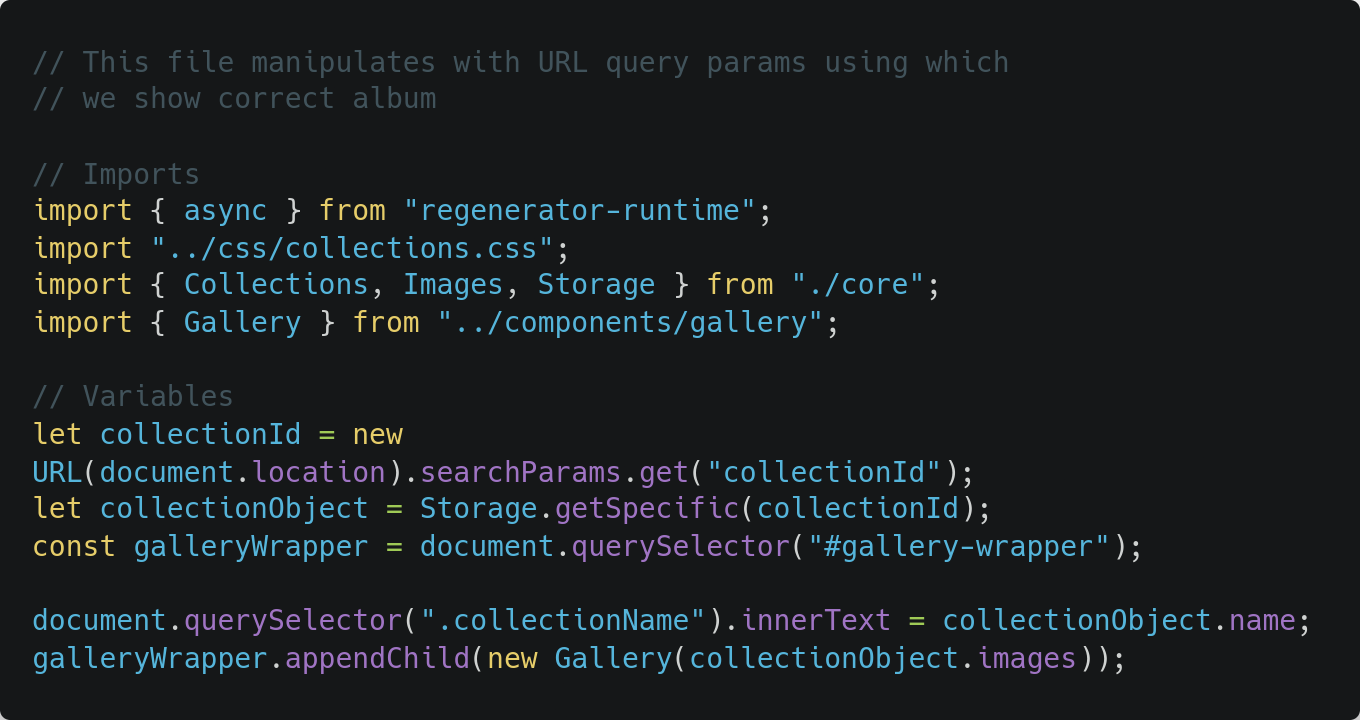 // This file manipulates with URL query params using which
// we show correct album
// Imports
import { async } from "regenerator-runtime";
import "../css/collections.css";
import { Collections, Images, Storage } from "./core";
import { Gallery } from "../components/gallery";
// Variables
let collectionId = new
URL(document.location).searchParams.get("collectionId");
let collectionObject = Storage.getSpecific(collectionId);
const galleryWrapper = document.querySelector("#gallery-wrapper");
document.querySelector(".collectionName").innerText = collectionObject.name;
galleryWrapper.appendChild(new Gallery(collectionObject.images));